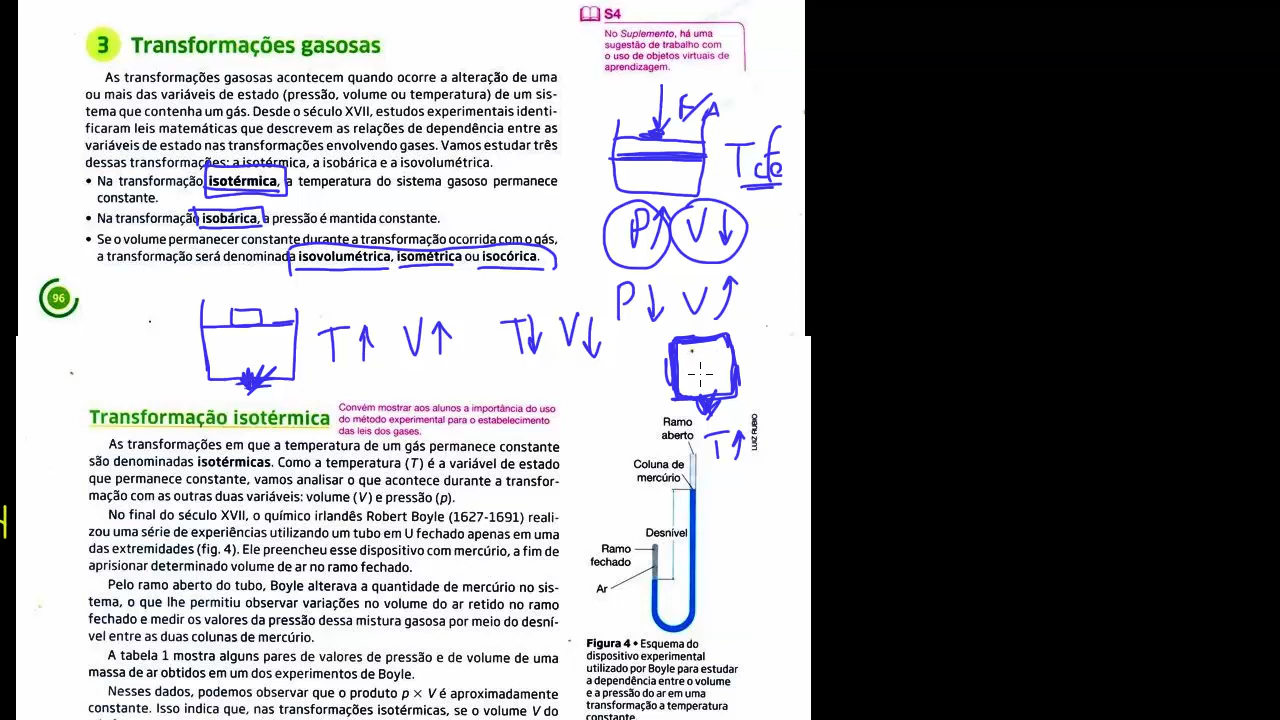 3 Transformações gasosas
As transformações gasosas acontecem quando ocorre a alteração de uma
ou mais das variáveis de estado (pressão, volume ou temperatura) de um sis-
tema que contenha um gás. Desde o século XVII, estudos experimentais identi-
ficaram leis matemáticas que descrevem as relações de dependência entre as
variáveis de estado nas transformações envolvendo gases. Vamos estudar três
dessas transformações: a isotérmica, a isobárica e a isovolumétrica.
• Na transformação isotérmica, a temperatura do sistema gasoso permanece
constante.
• Na transformação isobárica, a pressão é mantida constante.
• Se o volume permanecer constante durante a transformação ocorrida com o gás,
a transformação será denominada isovolumétrica, isométrica ou isocórica.
96
T↑ V↑ T↓ V↓
S4
No Suplemento, há uma
sugestão de trabalho com
o uso de objetos virtuais de
aprendizagem.
F/A
T cte
P↑ V↓
P↓ V↑
T↑
Transformação isotérmica
Convém mostrar aos alunos a importância do uso
do método experimental para o estabelecimento
das leis dos gases.
As transformações em que a temperatura de um gás permanece constante
são denominadas isotérmicas. Como a temperatura (T) é a variável de estado
que permanece constante, vamos analisar o que acontece durante a transfor-
mação com as outras duas variáveis: volume (V) e pressão (p).
No final do século XVII, o químico irlandês Robert Boyle (1627-1691) reali-
zou uma série de experiências utilizando um tubo em U fechado apenas em uma
das extremidades (fig. 4). Ele preencheu esse dispositivo com mercúrio, a fim de
aprisionar determinado volume de ar no ramo fechado.
Pelo ramo aberto do tubo, Boyle alterava a quantidade de mercúrio no sis-
tema, o que lhe permitiu observar variações no volume do ar retido no ramo
fechado e medir os valores da pressão dessa mistura gasosa por meio do desní-
vel entre as duas colunas de mercúrio.
A tabela 1 mostra alguns pares de valores de pressão e de volume de uma
massa de ar obtidos em um dos experimentos de Boyle.
Nesses dados, podemos observar que o produto p × V é aproximadamente
constante. Isso indica que, nas transformações isotérmicas, se o volume V do
Ramo
aberto
Coluna de
mercúrio
Desnível
Ramo
fechado
Ar
LUIZ RUBIO
Figura 4 • Esquema do
dispositivo experimental
utilizado por Boyle para estudar
a dependência entre o volume
e a pressão do ar em uma
transformação a temperatura
constante.